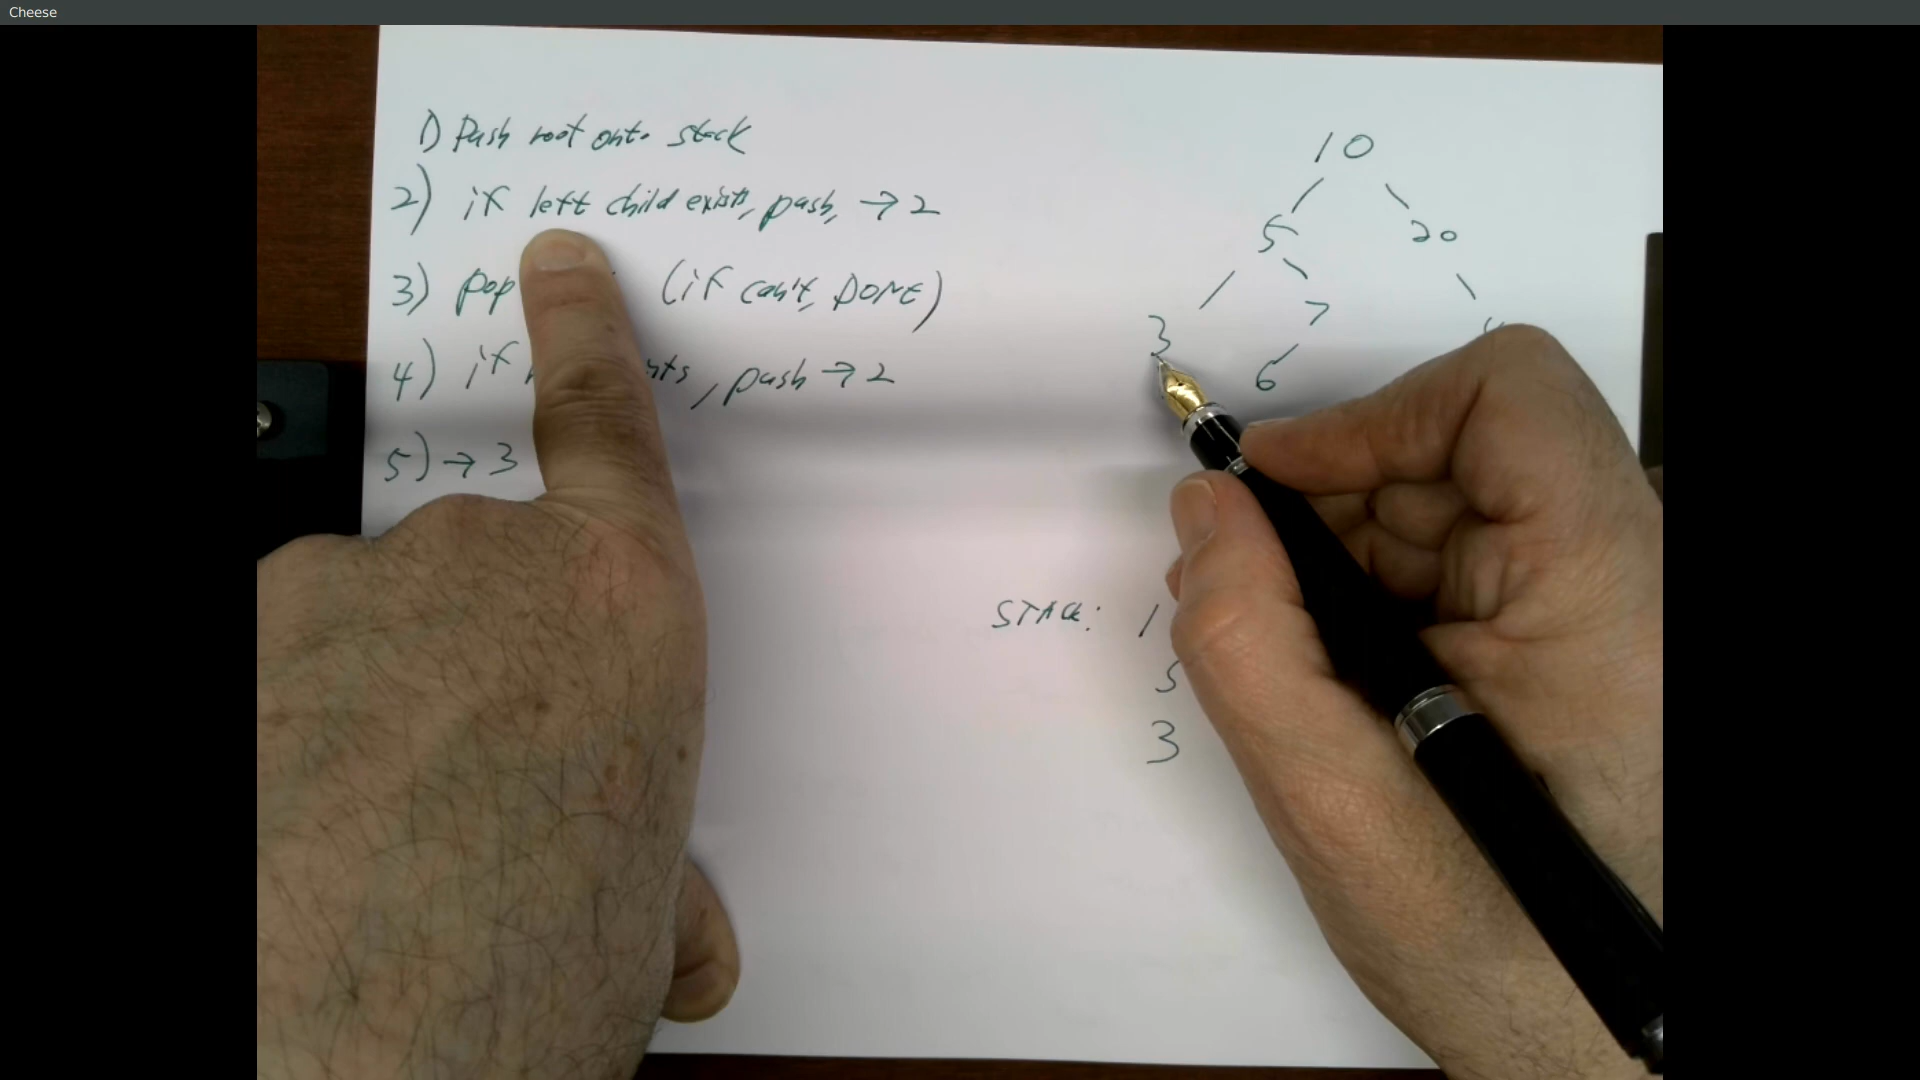 Cheese
1) Push root onto stack
2) if left child exists, push, → 2
3) pop (if can't, DONE)
4) if , push → 2
5) → 3
10
5 20
3 7
6
STACK:
5
3